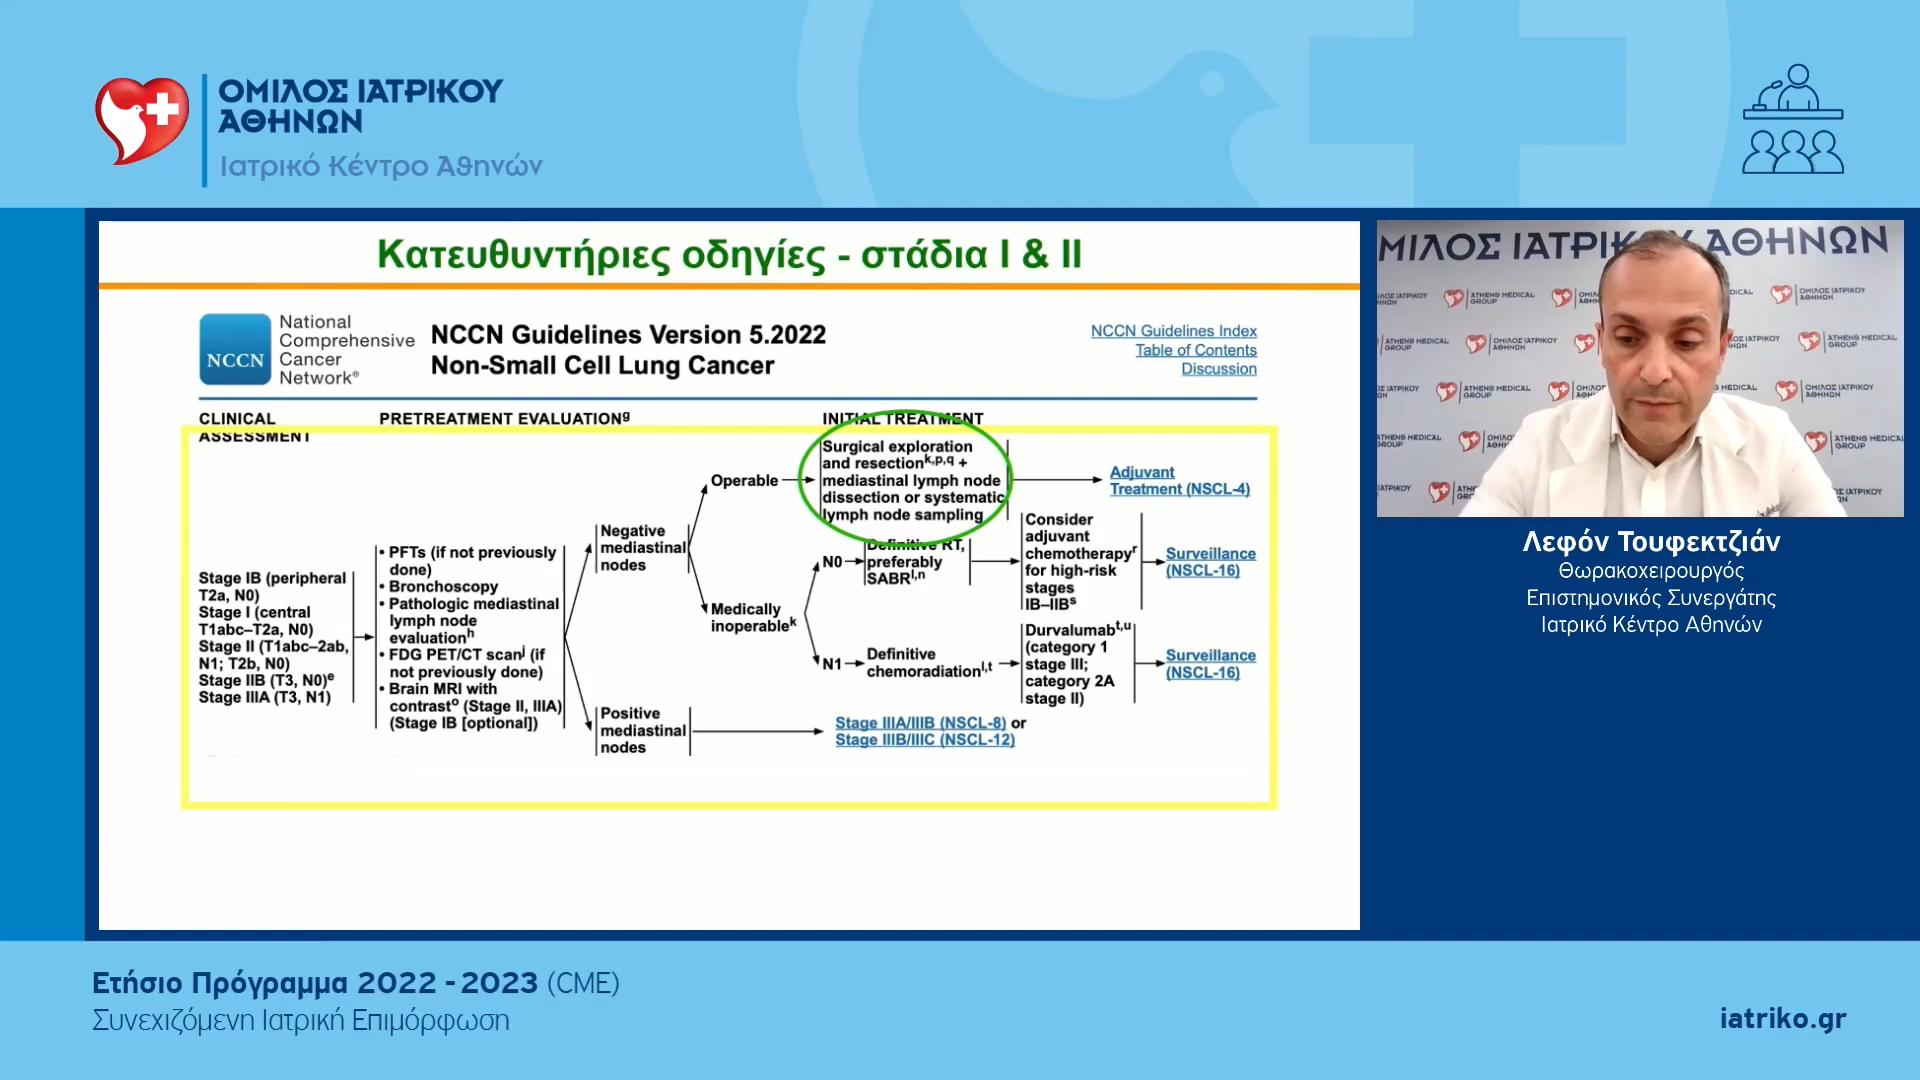 ΟΜΙΛΟΣ ΙΑΤΡΙΚΟΥ
ΑΘΗΝΩΝ
Ιατρικό Κέντρο Αθηνών
Κατευθυντήριες οδηγίες - στάδια I & II
NCCN
National
Comprehensive
Cancer
Network®
NCCN Guidelines Version 5.2022
Non-Small Cell Lung Cancer
NCCN Guidelines Index
Table of Contents
Discussion
CLINICAL
ASSESSMENT
PRETREATMENT EVALUATIONg
INITIAL TREATMENT
Stage IB (peripheral
T2a, N0)
Stage I (central
T1abc–T2a, N0)
Stage II (T1abc–2ab,
N1; T2b, N0)
Stage IIB (T3, N0)e
Stage IIIA (T3, N1)
• PFTs (if not previously
done)
• Bronchoscopy
• Pathologic mediastinal
lymph node
evaluationh
• FDG PET/CT scanj (if
not previously done)
• Brain MRI with
contrasto (Stage II, IIIA)
(Stage IB [optional])
Negative
mediastinal
nodes
Positive
mediastinal
nodes
Operable
Medically
inoperablek
Surgical exploration
and resectionk,p,q +
mediastinal lymph node
dissection or systematic
lymph node sampling
Adjuvant
Treatment (NSCL-4)
N0
Definitive RT,
preferably
SABRl,n
Consider
adjuvant
chemotherapyr
for high-risk
stages
IB–IIBs
Surveillance
(NSCL-16)
N1
Definitive
chemoradiationl,t
Durvalumabt,u
(category 1
stage III;
category 2A
stage II)
Surveillance
(NSCL-16)
Stage IIIA/IIIB (NSCL-8) or
Stage IIIB/IIIC (NSCL-12)
ΜΙΛΟΣ ΙΑΤΡΙΚΟΥ ΑΘΗΝΩΝ
ATHENS MEDICAL
GROUP
ΟΜΙΛΟΣ ΙΑΤΡΙΚΟΥ
ΑΘΗΝΩΝ
Λεφόν Τουφεκτζιάν
Θωρακοχειρουργός
Επιστημονικός Συνεργάτης
Ιατρικό Κέντρο Αθηνών
Ετήσιο Πρόγραμμα 2022 - 2023 (CME)
Συνεχιζόμενη Ιατρική Επιμόρφωση
iatriko.gr